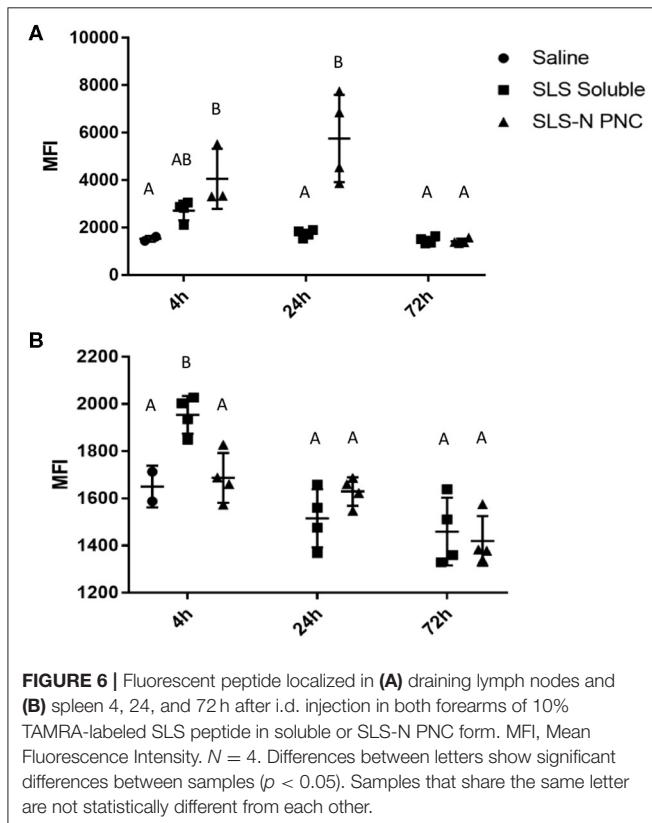 A
10000
8000
6000
4000
2000
0
MFI
A
AB
B
A
B
A
A
4h
24h
72h
Saline
SLS Soluble
SLS-N PNC
B
2200
2000
1800
1600
1400
1200
MFI
A
B
A
A
A
A
A
4h
24h
72h
FIGURE 6 | Fluorescent peptide localized in (A) draining lymph nodes and
(B) spleen 4, 24, and 72 h after i.d. injection in both forearms of 10%
TAMRA-labeled SLS peptide in soluble or SLS-N PNC form. MFI, Mean
Fluorescence Intensity. N = 4. Differences between letters show significant
differences between samples (p < 0.05). Samples that share the same letter
are not statistically different from each other.